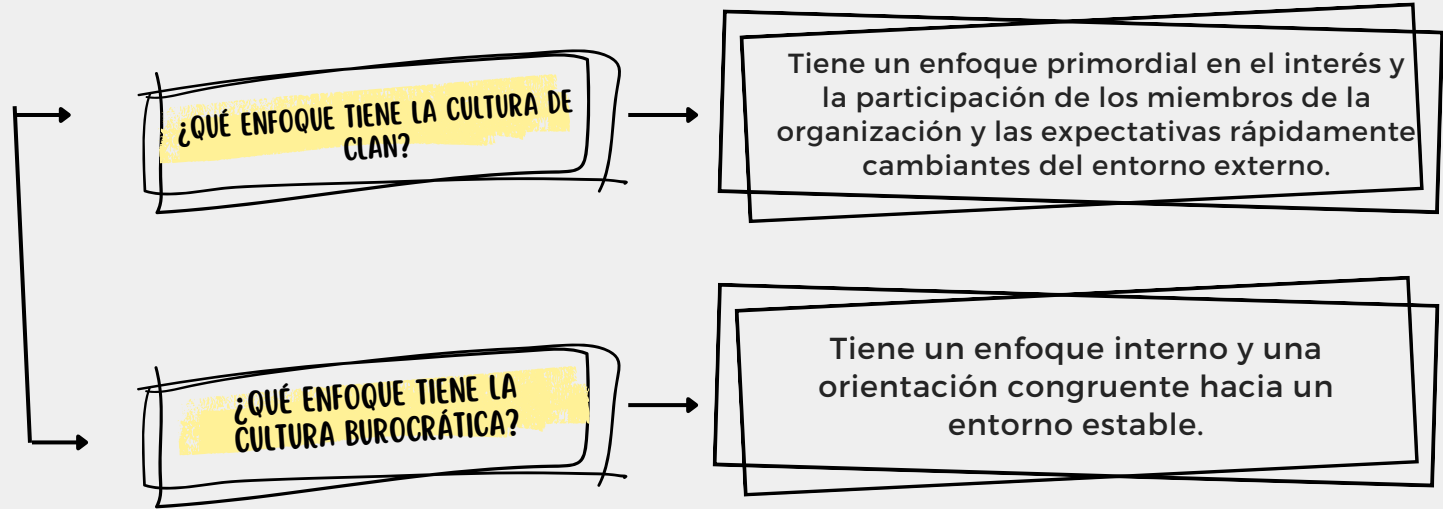 ¿QUÉ ENFOQUE TIENE LA CULTURA DE
CLAN?
Tiene un enfoque primordial en el interés y
la participación de los miembros de la
organización y las expectativas rápidamente
cambiantes del entorno externo.
¿QUÉ ENFOQUE TIENE LA
CULTURA BUROCRÁTICA?
Tiene un enfoque interno y una
orientación congruente hacia un
entorno estable.